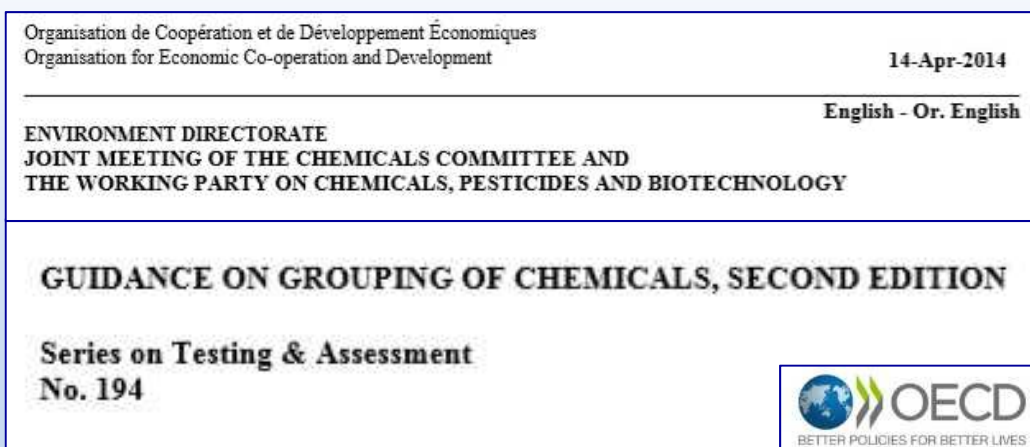 Organisation de Coopération et de Développement Économiques
Organisation for Economic Co-operation and Development
14-Apr-2014
English - Or. English
ENVIRONMENT DIRECTORATE
JOINT MEETING OF THE CHEMICALS COMMITTEE AND
THE WORKING PARTY ON CHEMICALS, PESTICIDES AND BIOTECHNOLOGY
GUIDANCE ON GROUPING OF CHEMICALS, SECOND EDITION
Series on Testing & Assessment
No. 194
OECD
BETTER POLICIES FOR BETTER LIVES